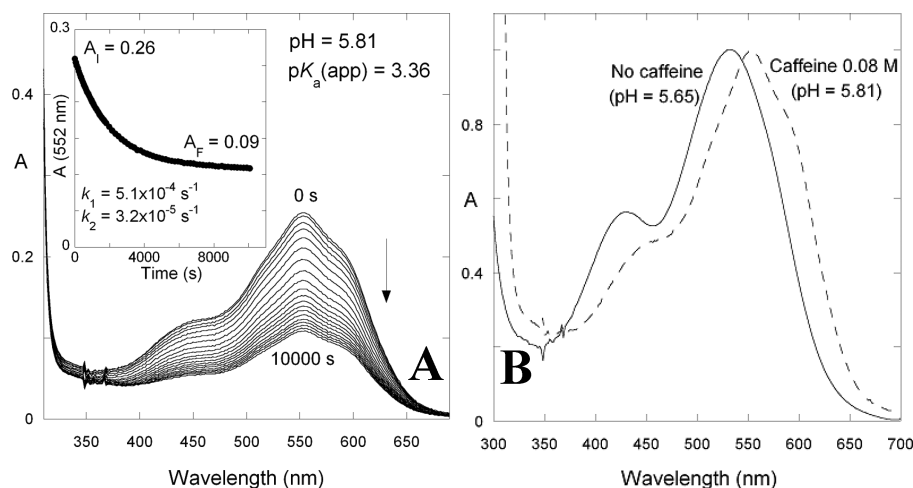 0.3
A_I = 0.26
A_F = 0.09
A (552 nm)
k_1 = 5.1x10^-4 s^-1
k_2 = 3.2x10^-5 s^-1
0
0 4000 8000
Time (s)
pH = 5.81
pK_a(app) = 3.36
0.4
A
0.2
0
0 s
10000 s
A
350 450 550 650
Wavelength (nm)
No caffeine
(pH = 5.65)
Caffeine 0.08 M
(pH = 5.81)
0.8
A
0.4
0
B
300 350 400 450 500 550 600 650 700
Wavelength (nm)